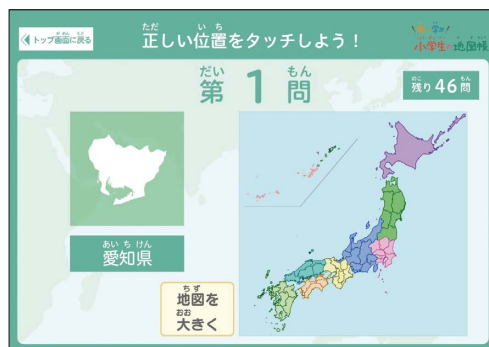 トップ画面に戻る
正しい位置をタッチしよう！
小学生の地図帳
第1問
残り46問
愛知県
地図を
大きく